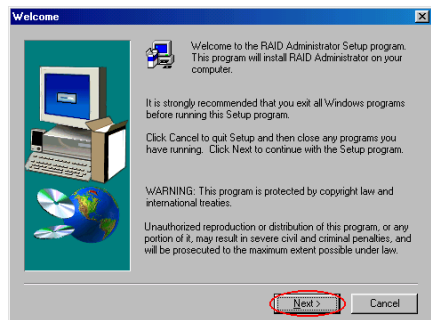 Welcome
Welcome to the RAID Administrator Setup program.
This program will install RAID Administrator on your
computer.
It is strongly recommended that you exit all Windows programs
before running this Setup program.
Click Cancel to quit Setup and then close any programs you
have running. Click Next to continue with the Setup program.
WARNING: This program is protected by copyright law and
international treaties.
Unauthorized reproduction or distribution of this program, or any
portion of it, may result in severe civil and criminal penalties, and
will be prosecuted to the maximum extent possible under law.
Next >
Cancel